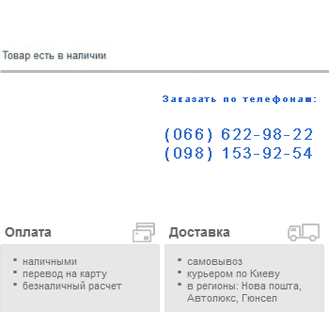 Товар есть в наличии
Заказать по телефонам:
(066) 622-98-22
(098) 153-92-54
Оплата
наличными
перевод на карту
безналичный расчет
Доставка
самовывоз
курьером по Киеву
в регионы: Нова пошта,
Автолюкс, Гюнсел